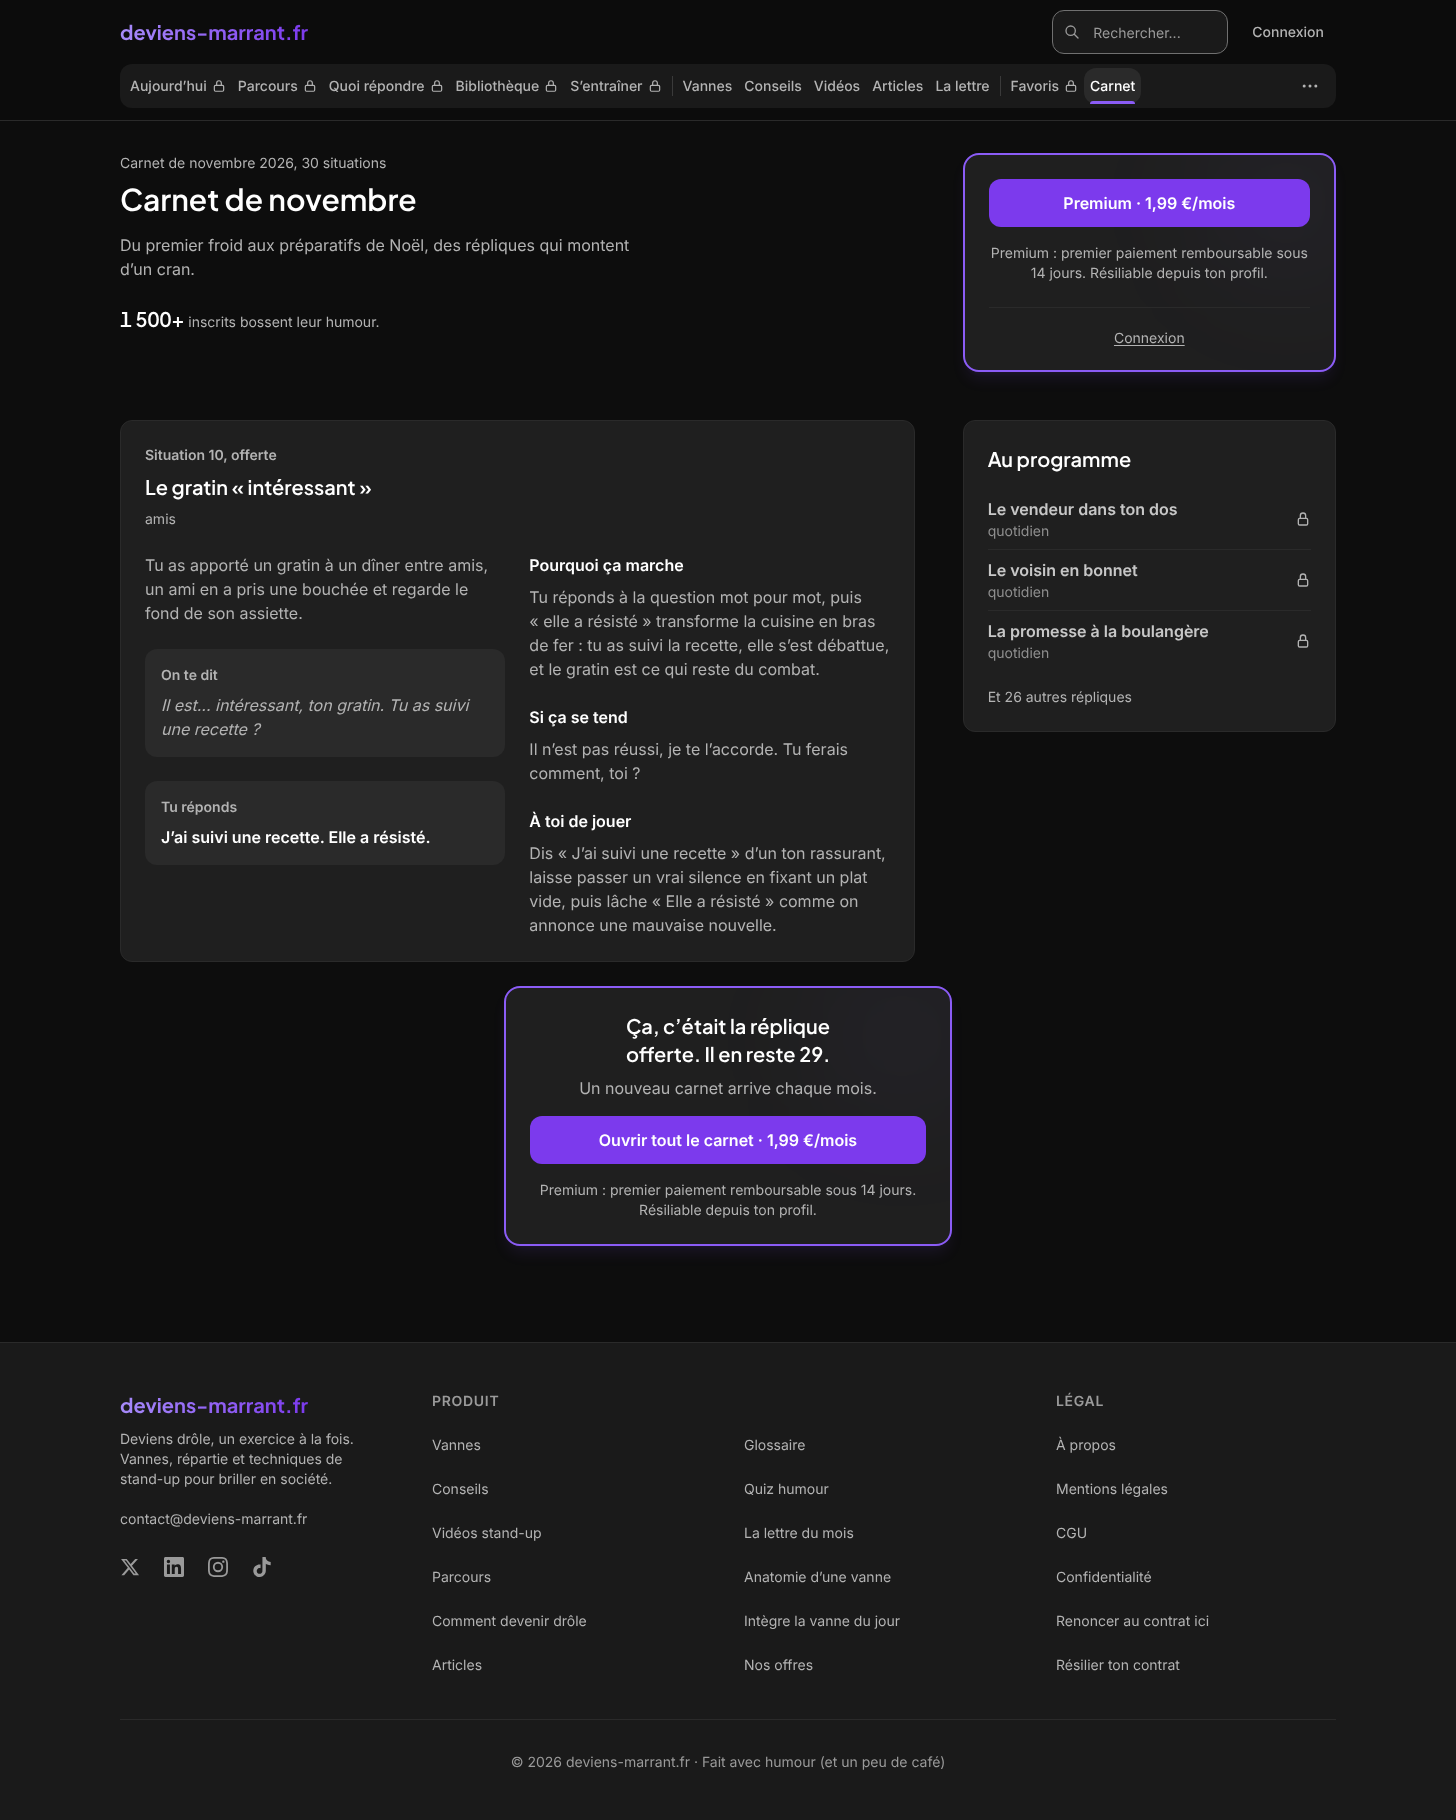 deviens-marrant.fr
Rechercher...
Connexion
Aujourd’hui
Parcours
Quoi répondre
Bibliothèque
S’entraîner
Vannes
Conseils
Vidéos
Articles
La lettre
Favoris
Carnet
Carnet de novembre 2026, 30 situations
Carnet de novembre
Du premier froid aux préparatifs de Noël, des répliques qui montent
d’un cran.
1 500+ inscrits bossent leur humour.
Premium · 1,99 €/mois
Premium : premier paiement remboursable sous
14 jours. Résiliable depuis ton profil.
Connexion
Situation 10, offerte
Le gratin « intéressant »
amis
Tu as apporté un gratin à un dîner entre amis,
un ami en a pris une bouchée et regarde le
fond de son assiette.
On te dit
Il est… intéressant, ton gratin. Tu as suivi
une recette ?
Tu réponds
J’ai suivi une recette. Elle a résisté.
Pourquoi ça marche
Tu réponds à la question mot pour mot, puis
« elle a résisté » transforme la cuisine en bras
de fer : tu as suivi la recette, elle s’est débattue,
et le gratin est ce qui reste du combat.
Si ça se tend
Il n’est pas réussi, je te l’accorde. Tu ferais
comment, toi ?
À toi de jouer
Dis « J’ai suivi une recette » d’un ton rassurant,
laisse passer un vrai silence en fixant un plat
vide, puis lâche « Elle a résisté » comme on
annonce une mauvaise nouvelle.
Au programme
Le vendeur dans ton dos
quotidien
Le voisin en bonnet
quotidien
La promesse à la boulangère
quotidien
Et 26 autres répliques
Ça, c’était la réplique
offerte. Il en reste 29.
Un nouveau carnet arrive chaque mois.
Ouvrir tout le carnet · 1,99 €/mois
Premium : premier paiement remboursable sous 14 jours.
Résiliable depuis ton profil.
deviens-marrant.fr
Deviens drôle, un exercice à la fois.
Vannes, répartie et techniques de
stand-up pour briller en société.
contact@deviens-marrant.fr
PRODUIT
Vannes
Conseils
Vidéos stand-up
Parcours
Comment devenir drôle
Articles
Glossaire
Quiz humour
La lettre du mois
Anatomie d’une vanne
Intègre la vanne du jour
Nos offres
LÉGAL
À propos
Mentions légales
CGU
Confidentialité
Renoncer au contrat ici
Résilier ton contrat
© 2026 deviens-marrant.fr · Fait avec humour (et un peu de café)